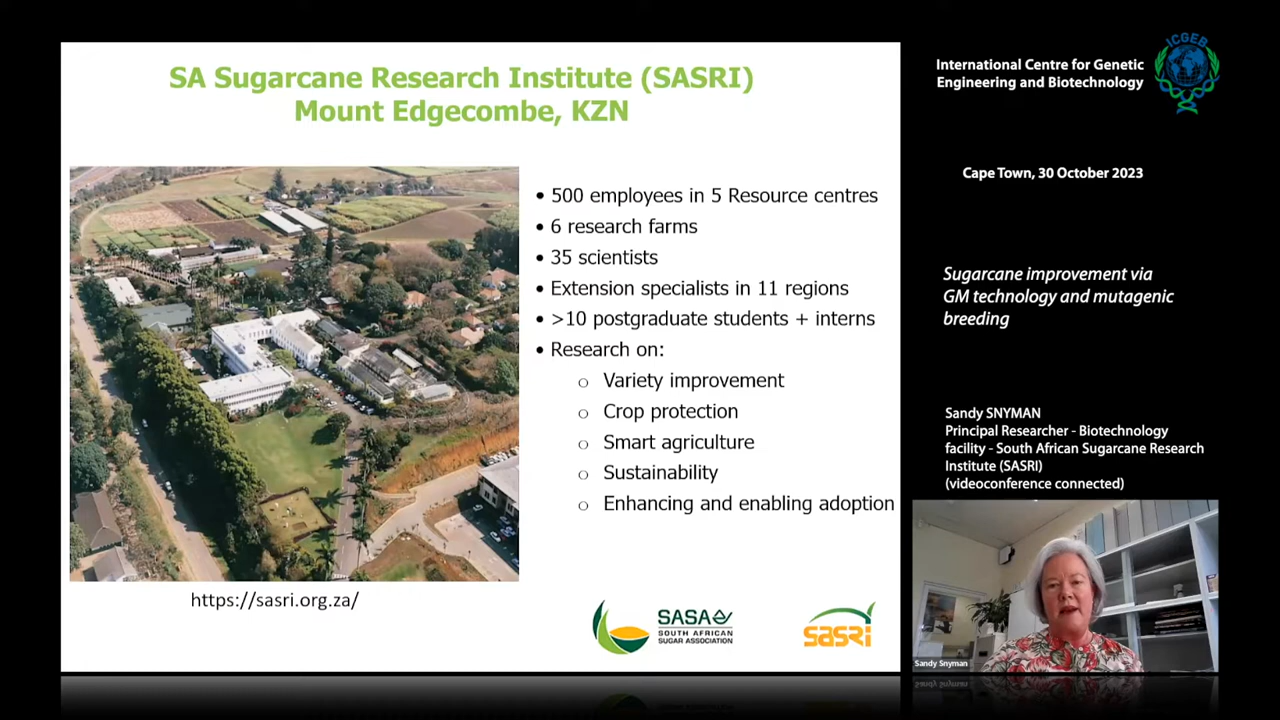 SA Sugarcane Research Institute (SASRI)
Mount Edgecombe, KZN
• 500 employees in 5 Resource centres
• 6 research farms
• 35 scientists
• Extension specialists in 11 regions
• >10 postgraduate students + interns
• Research on:
o Variety improvement
o Crop protection
o Smart agriculture
o Sustainability
o Enhancing and enabling adoption
https://sasri.org.za/
SASA
SOUTH AFRICAN
SUGAR ASSOCIATION
sasri
International Centre for Genetic
Engineering and Biotechnology
ICGEB
Cape Town, 30 October 2023
Sugarcane improvement via
GM technology and mutagenic
breeding
Sandy SNYMAN
Principal Researcher - Biotechnology
facility - South African Sugarcane Research
Institute (SASRI)
(videoconference connected)
Sandy Snyman